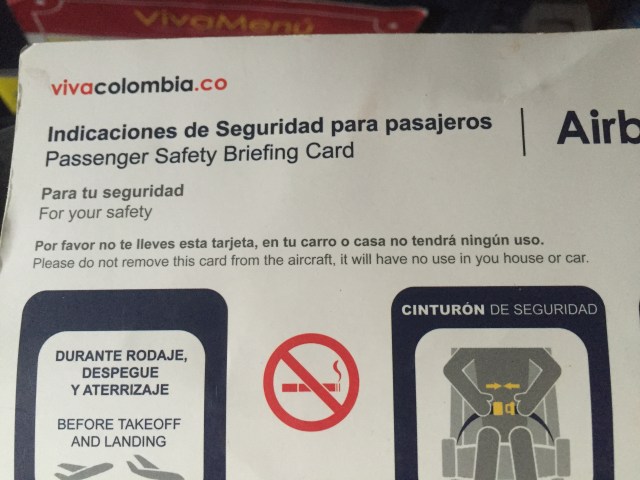 VivaMenú
vivacolombia.co
Indicaciones de Seguridad para pasajeros
Passenger Safety Briefing Card
Airb
Para tu seguridad
For your safety
Por favor no te lleves esta tarjeta, en tu carro o casa no tendrá ningún uso.
Please do not remove this card from the aircraft, it will have no use in you house or car.
DURANTE RODAJE,
DESPEGUE
Y ATERRIZAJE
BEFORE TAKEOFF
AND LANDING
CINTURÓN DE SEGURIDAD